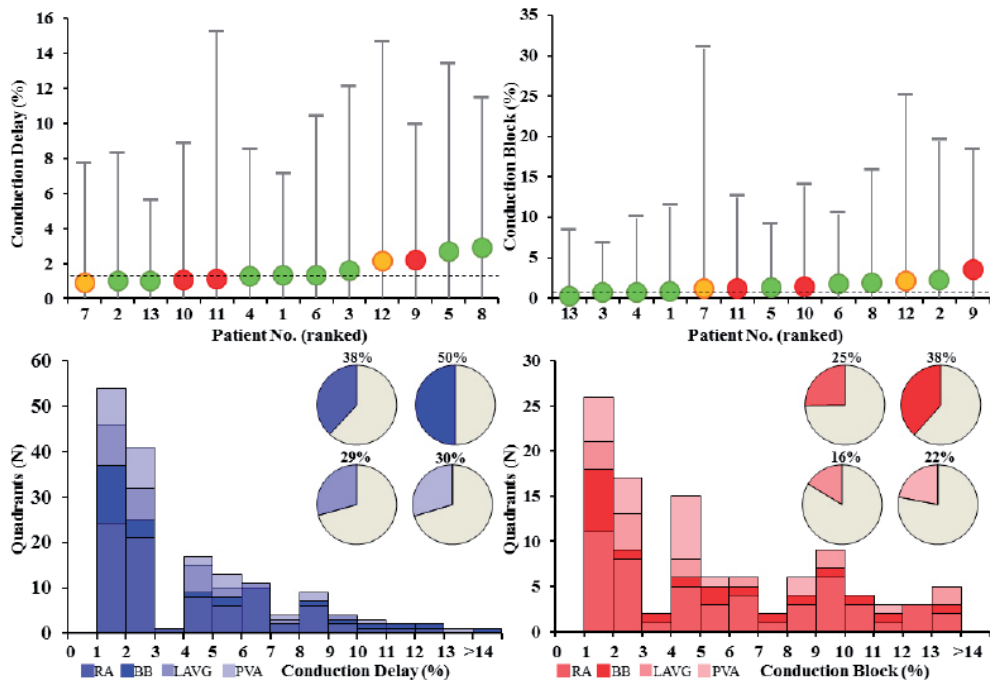 16
14
12
10
8
6
4
2
0
Conduction Delay (%)
7 2 13 10 11 4 1 6 3 12 9 5 8
Patient No. (ranked)
35
30
25
20
15
10
5
0
Conduction Block (%)
13 3 4 1 7 11 5 10 6 8 12 2 9
Patient No. (ranked)
60
50
40
30
20
10
0
Quadrants (N)
38% 50%
29% 30%
0 1 2 3 4 5 6 7 8 9 10 11 12 13 >14
RA BB LAVG PVA
Conduction Delay (%)
30
25
20
15
10
5
0
Quadrants (N)
25% 38%
16% 22%
0 1 2 3 4 5 6 7 8 9 10 11 12 13 >14
RA BB LAVG PVA
Conduction Block (%)